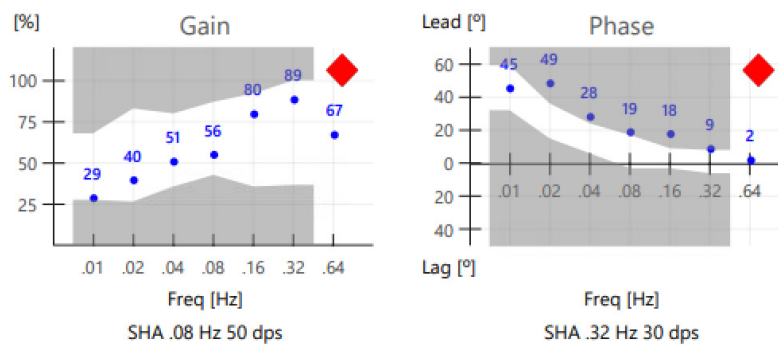 [%] Gain
100
75
50
25
29 40 51 56 80 89 67
.01 .02 .04 .08 .16 .32 .64
Freq [Hz]
SHA .08 Hz 50 dps
Lead [º] Phase
60
40
20
0
20
40
45 49 28 19 18 9 2
.01 .02 .04 .08 .16 .32 .64
Lag [º]
Freq [Hz]
SHA .32 Hz 30 dps